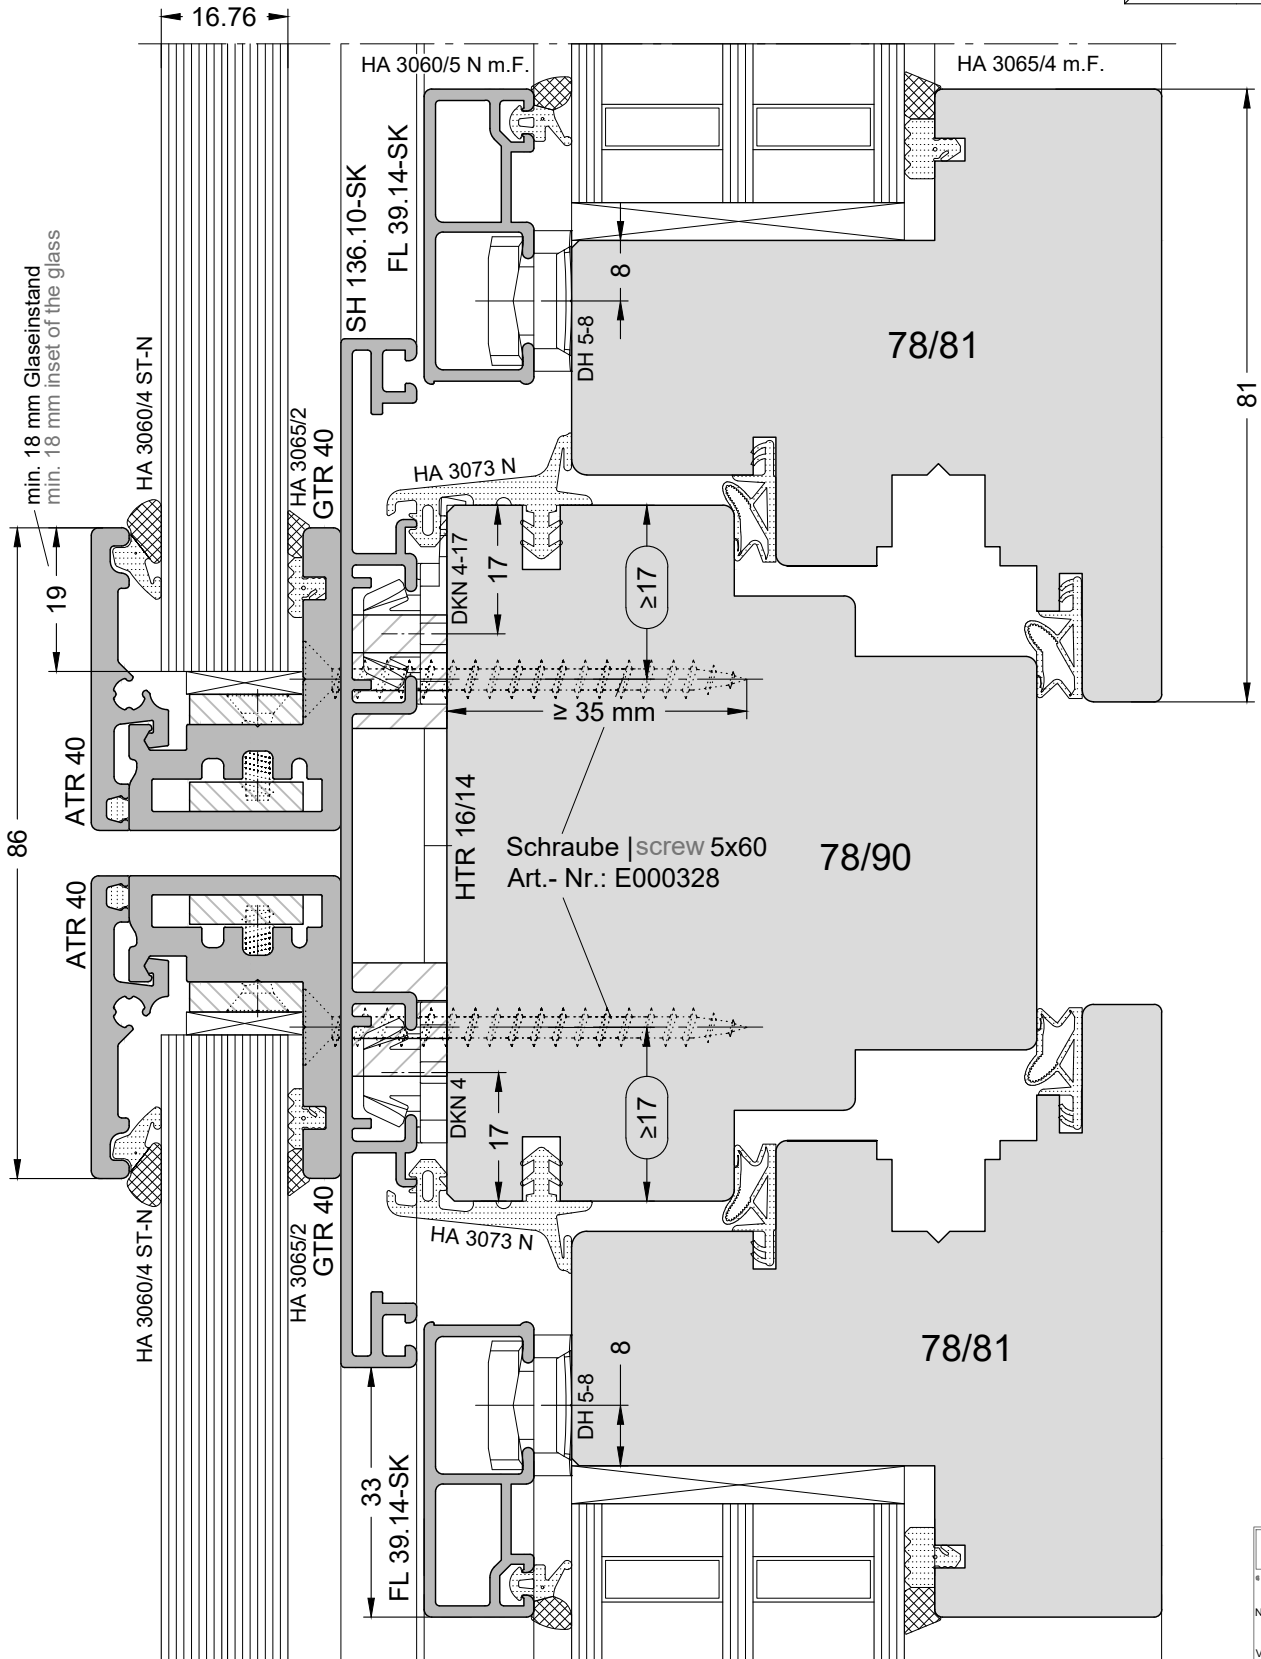 16.76
HA 3060/5 N m.F.
HA 3065/4 m.F.
SH 136.10-SK
FL 39.14-SK
min. 18 mm Glaseinstand
min. 18 mm inset of the glass
HA 3060/4 ST-N
HA 3065/2
GTR 40
8
DH 5-8
78/81
81
HA 3073 N
19
DKN 4-17
17
≥17
≥ 35 mm
86
ATR 40
HTR 16/14
Schraube | screw 5x60
Art.- Nr.: E000328
78/90
ATR 40
DKN 4
17
≥17
HA 3060/4 ST-N
HA 3065/2
GTR 40
HA 3073 N
33
FL 39.14-SK
DH 5-8
8
78/81